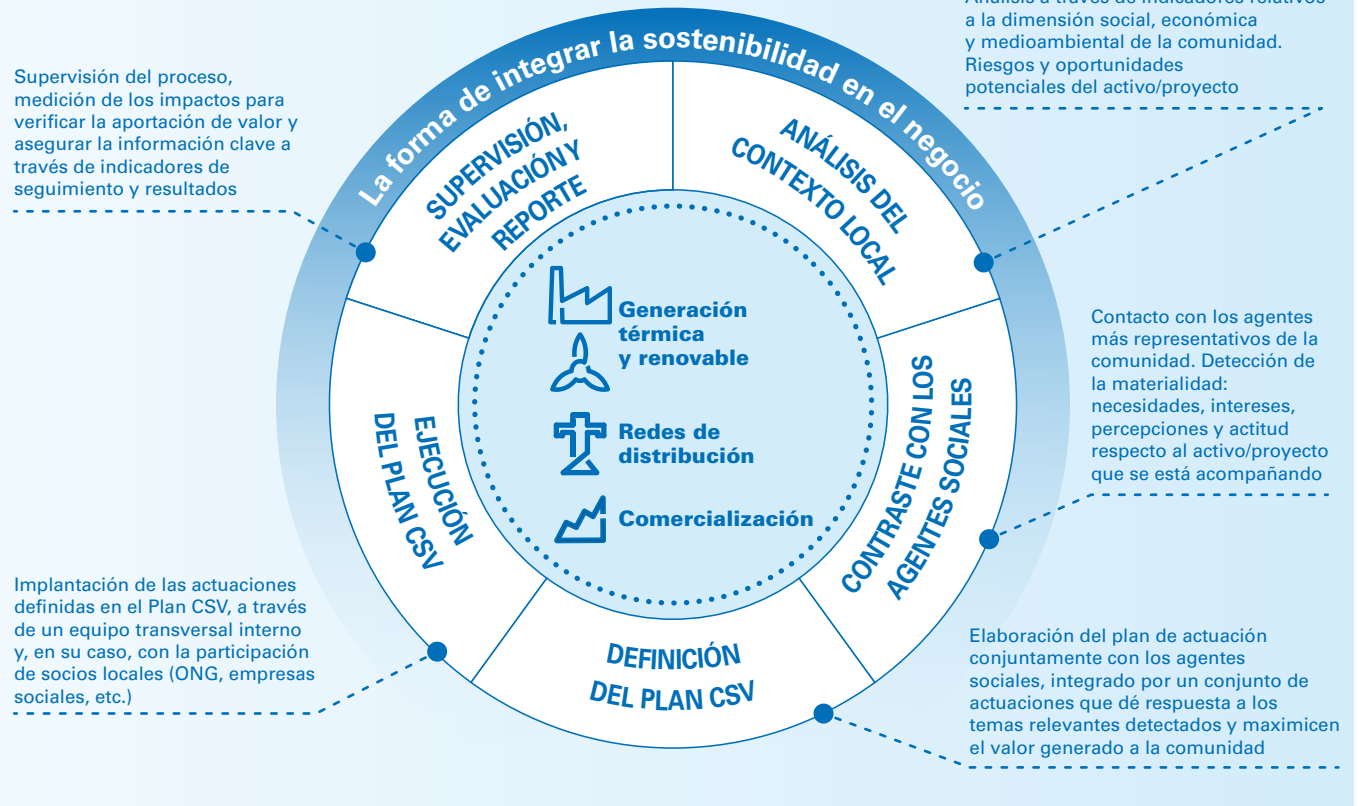 La forma de integrar la sostenibilidad en el negocio
Análisis a través de indicadores relativos
a la dimensión social, económica
y medioambiental de la comunidad.
Riesgos y oportunidades
potenciales del activo/proyecto
ANÁLISIS DEL
CONTEXTO LOCAL
Contacto con los agentes
más representativos de la
comunidad. Detección de
la materialidad:
necesidades, intereses,
percepciones y actitud
respecto al activo/proyecto
que se está acompañando
CONTRASTE CON LOS
AGENTES SOCIALES
Elaboración del plan de actuación
conjuntamente con los agentes
sociales, integrado por un conjunto de
actuaciones que dé respuesta a los
temas relevantes detectados y maximicen
el valor generado a la comunidad
DEFINICIÓN
DEL PLAN CSV
Implantación de las actuaciones
definidas en el Plan CSV, a través
de un equipo transversal interno
y, en su caso, con la participación
de socios locales (ONG, empresas
sociales, etc.)
EJECUCIÓN
DEL PLAN CSV
Supervisión del proceso,
medición de los impactos para
verificar la aportación de valor y
asegurar la información clave a
través de indicadores de
seguimiento y resultados
SUPERVISIÓN,
EVALUACIÓN Y
REPORTE
Generación
térmica
y renovable
Redes de
distribución
Comercialización